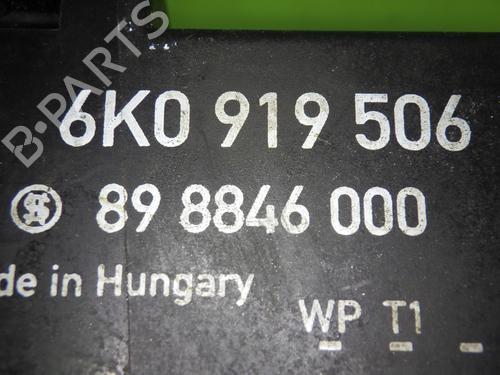 B-PARTS
6K0 919 506
89 8846 000
de in Hungary
WP T1